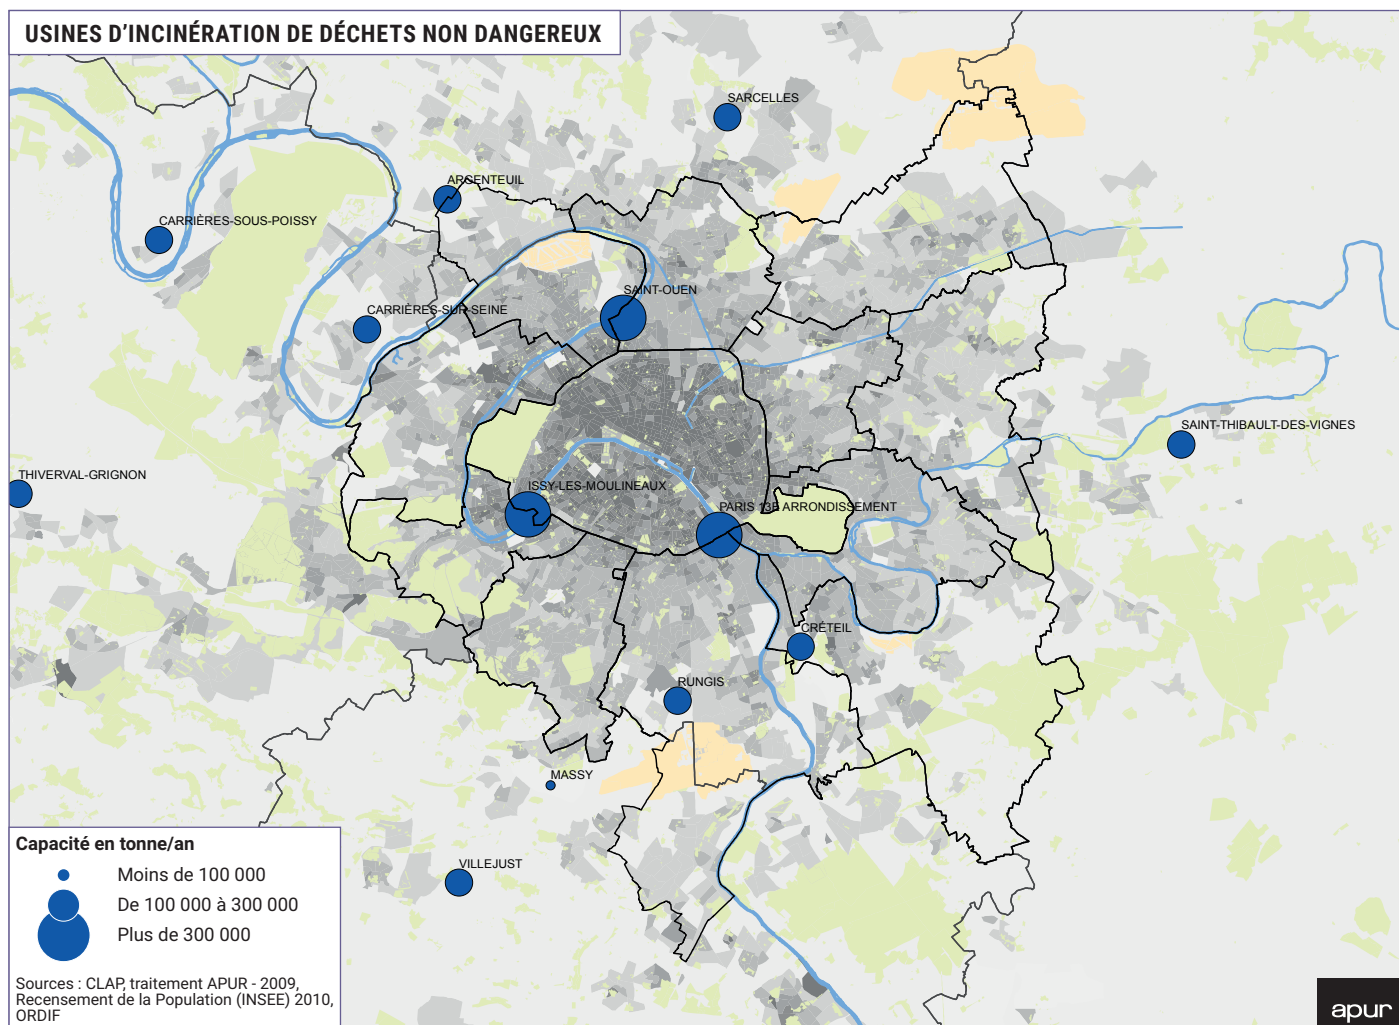 USINES D'INCINÉRATION DE DÉCHETS NON DANGEREUX
SARCELLES
ARGENTEUIL
CARRIÈRES-SOUS-POISSY
SAINT-OUEN
CARRIÈRES-SUR-SEINE
SAINT-THIBAULT-DES-VIGNES
THIVERVAL-GRIGNON
ISSY-LES-MOULINEAUX
PARIS 13E ARRONDISSEMENT
CRÉTEIL
RUNGIS
MASSY
VILLEJUST
Capacité en tonne/an
Moins de 100 000
De 100 000 à 300 000
Plus de 300 000
Sources : CLAP, traitement APUR - 2009,
Recensement de la Population (INSEE) 2010,
ORDIF
apur